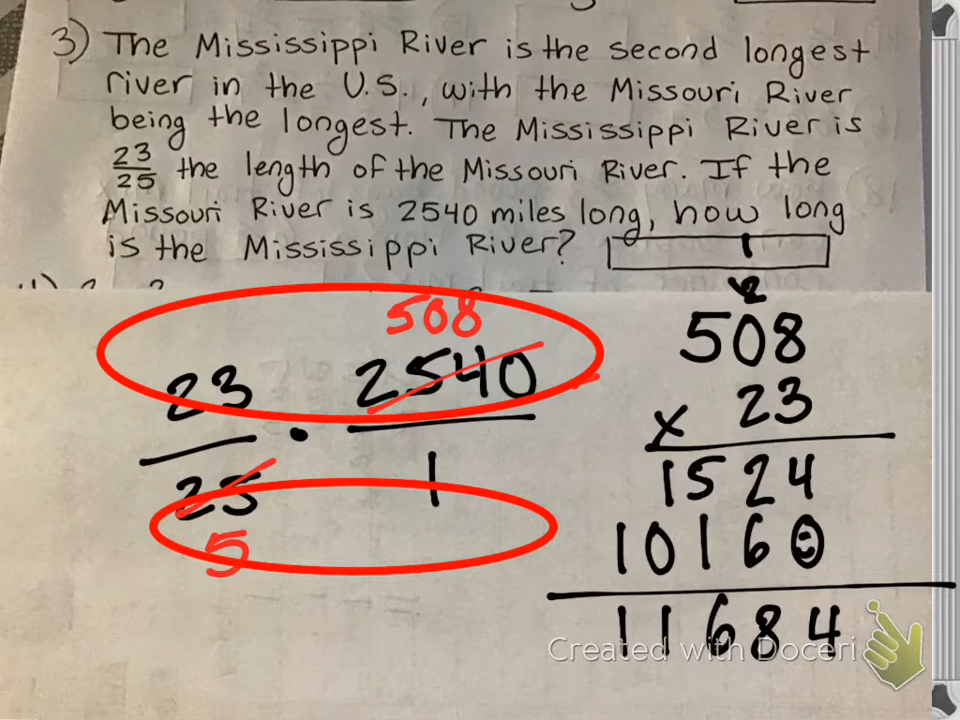 3) The Mississippi River is the second longest
river in the U.S., with the Missouri River
being the longest. The Mississippi River is
23/25 the length of the Missouri River. If the
Missouri River is 2540 miles long, how long
is the Mississippi River?
508
23 · 2540
25 1
5
1
2
508
x 23
1524
10160
11684
Created with Doceri